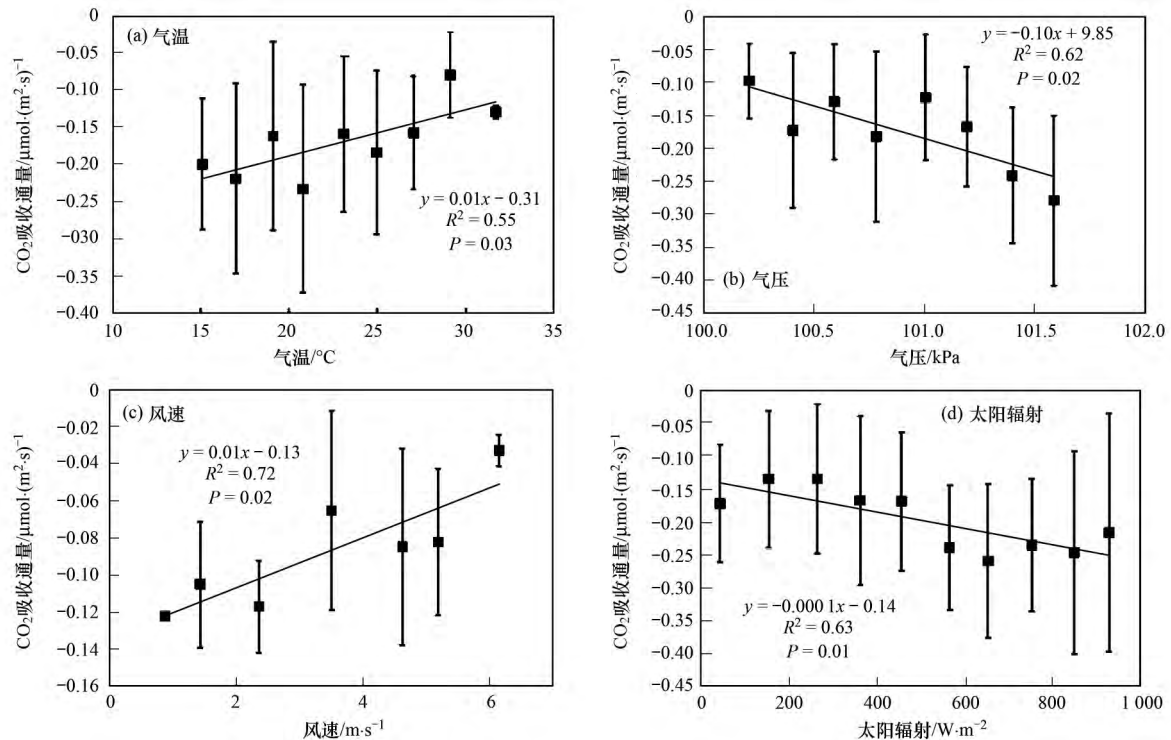 0
−0.05
−0.10
−0.15
−0.20
−0.25
−00
−0.35
−0.40
CO₂吸收通量/μmol·(m²·s)⁻¹
(a) 气温
y = 0.01x − 0.31
R² = 0.55
P = 0.03
10 15 20 25 30 35
气温/°C
0
−0.05
−0.10
−0.15
−0.20
−0.25
−0.30
−0.35
−0.40
−0.45
CO₂吸收通量/μmol·(m²·s)⁻¹
y = −0.10x + 9.85
R² = 0.62
P = 0.02
(b) 气压
100.0 100.5 101.0 101.5 102.0
气压/kPa
0
−0.02
−0.04
−0.06
−0.08
−0.10
−0.12
−0.14
−0.16
CO₂吸收通量/μmol·(m²·s)⁻¹
(c) 风速
y = 0.01x − 0.13
R² = 0.72
P = 0.02
0 2 4 6
风速/m·s⁻¹
0
−0.05
−0.10
−0.15
−0.20
−0.25
−0.30
−0.35
−0.40
−0.45
CO₂吸收通量/μmol·(m²·s)⁻¹
(d) 太阳辐射
y = −0.000 1x − 0.14
R² = 0.63
P = 0.01
0 200 400 600 800 1 000
太阳辐射/W·m⁻²